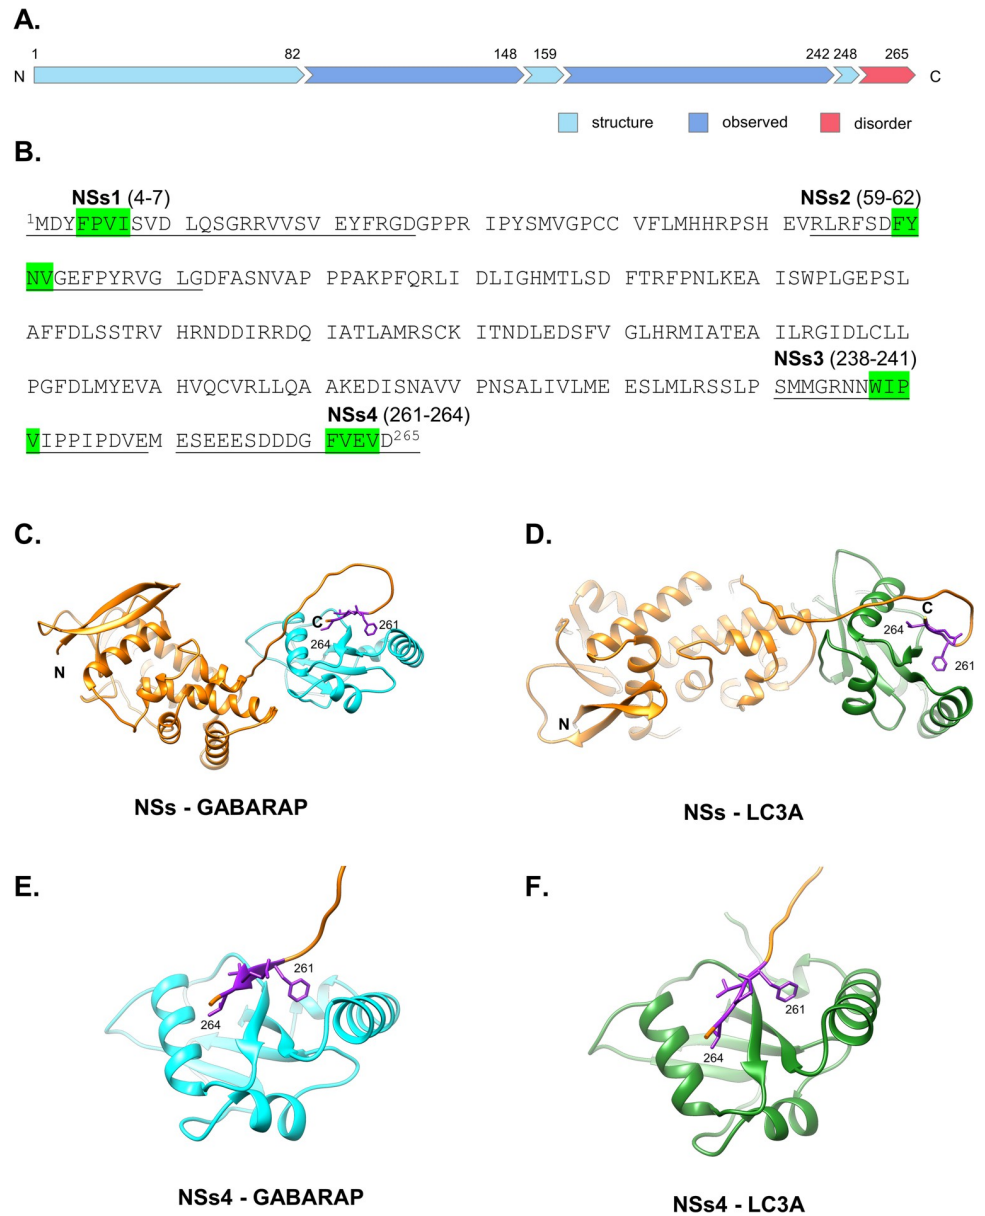 A.
1 82 148 159 242 248 265
N C
structure observed disorder
B.
NSs1 (4-7) NSs2 (59-62)
1MDYFPVISVD LQSGRRVVSV EYFRGDGPPR IPYSMVGPCC VFLMHHRPSH EVRLRFSDFY
NVGEFPYRVG LGDFASNVAP PPAKPFQRLI DLIGHMTLSD FTRFPNLKEA ISWPLGEPSL
AFFDLSSTRV HRNDDIRRDQ IATLAMRSCK ITNDLEDSFV GLHRMIATEA ILRGIDLCLL
NSs3 (238-241)
PGFDLMYEVA HVQCVRLLQA AKEDISNAVV PNSALIVLME ESLMLRSSLP SMMGRNNWIP
NSs4 (261-264)
VIPPIPDVEM ESEEESDDDG FVEVD265
C. D.
C 261 264 N
C 264 261 N
NSs - GABARAP NSs - LC3A
E. F.
261 264
261 264
NSs4 - GABARAP NSs4 - LC3A